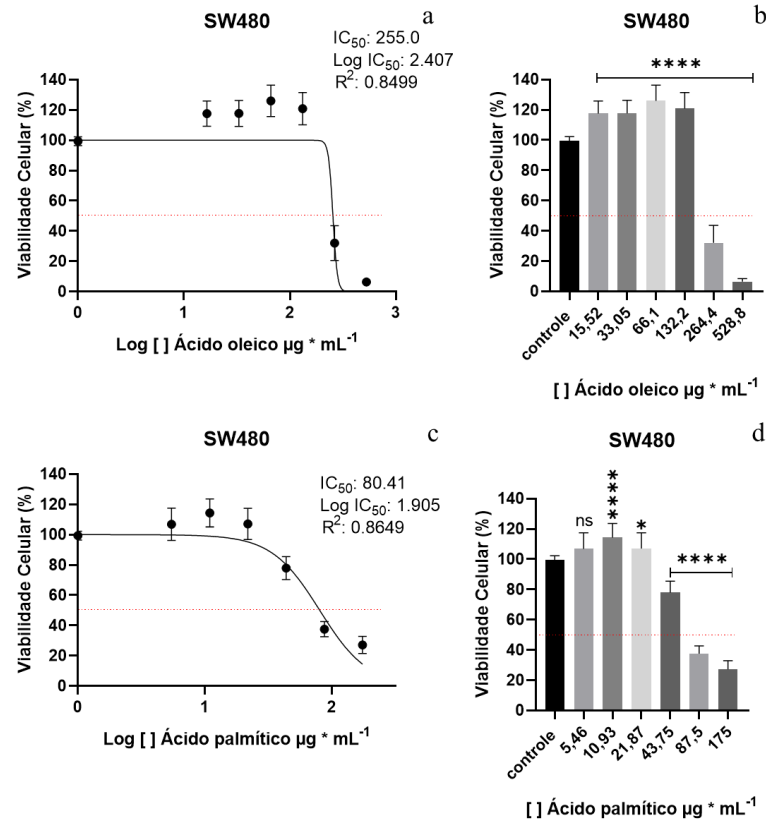 SW480
a
IC50: 255.0
Log IC50: 2.407
R2: 0.8499
Viabilidade Celular (%)
140
120
100
80
60
40
20
0
0 1 2 3
Log [ ] Ácido oleico µg * mL-1
SW480
b
****
Viabilidade Celular (%)
140
120
100
80
60
40
20
0
controle 15,52 33,05 66,1 132,2 264,4 528,8
[ ] Ácido oleico µg * mL-1
SW480
c
IC50: 80.41
Log IC50: 1.905
R2: 0.8649
Viabilidade Celular (%)
140
120
100
80
60
40
20
0
0 1 2
Log [ ] Ácido palmítico µg * mL-1
SW480
d
ns **** * ****
Viabilidade Celular (%)
140
120
100
80
60
40
20
0
controle 5,46 10,93 21,87 43,75 87,5 175
[ ] Ácido palmítico µg * mL-1